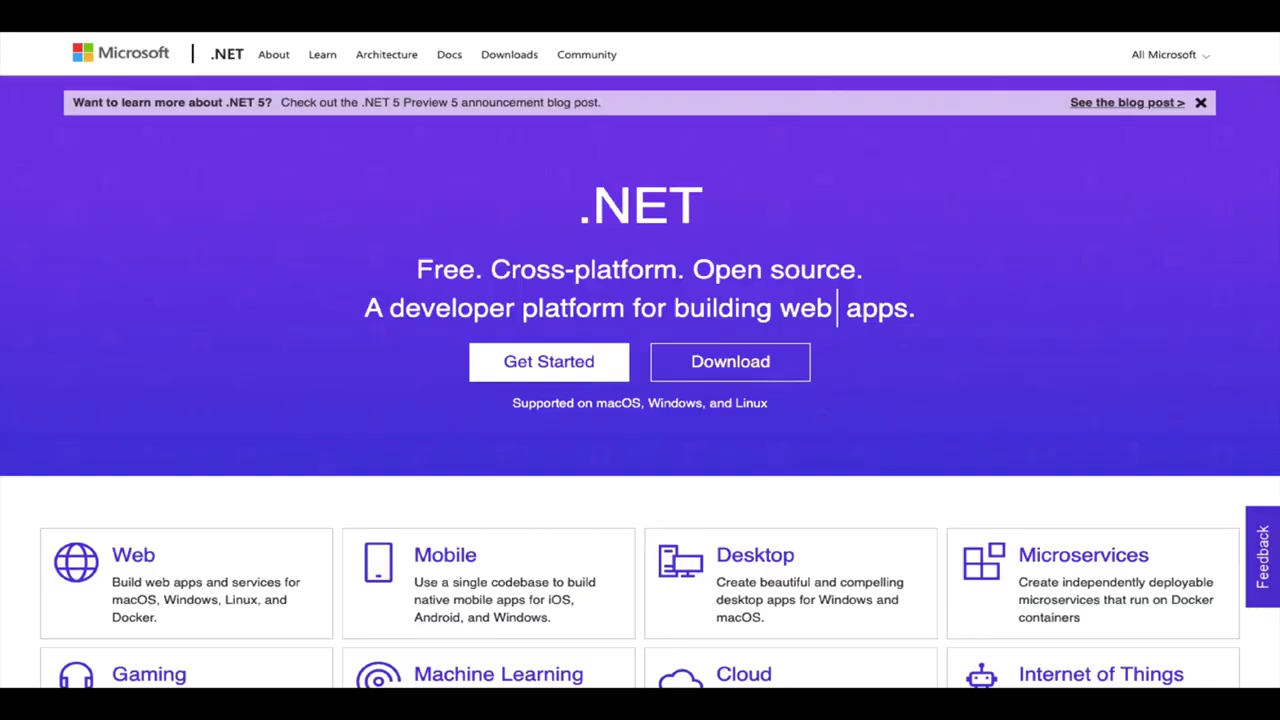 Microsoft | .NET About Learn Architecture Docs Downloads Community All Microsoft
Want to learn more about .NET 5? Check out the .NET 5 Preview 5 announcement blog post. See the blog post >
.NET
Free. Cross-platform. Open source.
A developer platform for building web apps.
Get Started Download
Supported on macOS, Windows, and Linux
Feedback
Web
Build web apps and services for
macOS, Windows, Linux, and
Docker.
Mobile
Use a single codebase to build
native mobile apps for iOS,
Android, and Windows.
Desktop
Create beautiful and compelling
desktop apps for Windows and
macOS.
Microservices
Create independently deployable
microservices that run on Docker
containers
Gaming
Machine Learning
Cloud
Internet of Things